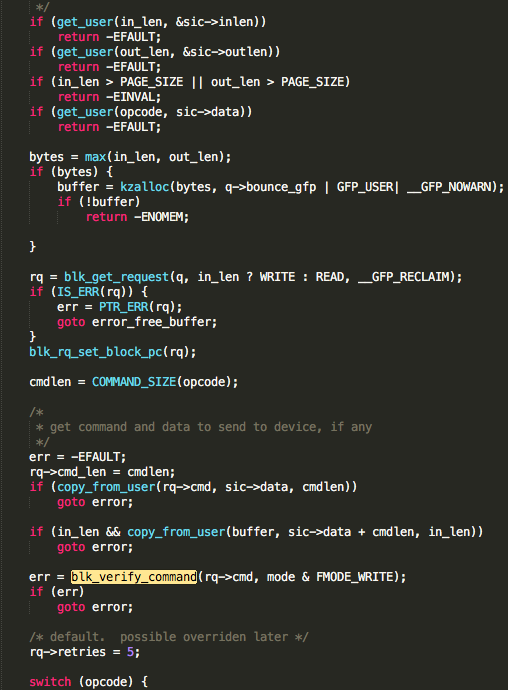 */
if (get_user(in_len, &sic->inlen))
return -EFAULT;
if (get_user(out_len, &sic->outlen))
return -EFAULT;
if (in_len > PAGE_SIZE || out_len > PAGE_SIZE)
return -EINVAL;
if (get_user(opcode, sic->data))
return -EFAULT;
bytes = max(in_len, out_len);
if (bytes) {
buffer = kzalloc(bytes, q->bounce_gfp | GFP_USER| __GFP_NOWARN);
if (!buffer)
return -ENOMEM;
}
rq = blk_get_request(q, in_len ? WRITE : READ, __GFP_RECLAIM);
if (IS_ERR(rq)) {
err = PTR_ERR(rq);
goto error_free_buffer;
}
blk_rq_set_block_pc(rq);
cmdlen = COMMAND_SIZE(opcode);
/*
* get command and data to send to device, if any
*/
err = -EFAULT;
rq->cmd_len = cmdlen;
if (copy_from_user(rq->cmd, sic->data, cmdlen))
goto error;
if (in_len && copy_from_user(buffer, sic->data + cmdlen, in_len))
goto error;
err = blk_verify_command(rq->cmd, mode & FMODE_WRITE);
if (err)
goto error;
/* default.  possible overriden later */
rq->retries = 5;
switch (opcode) {